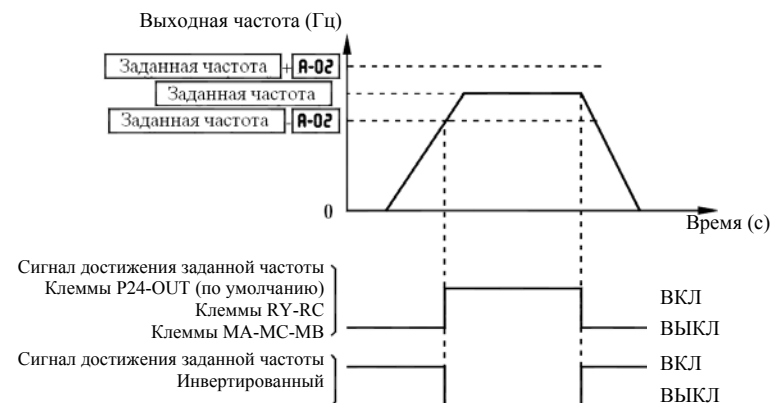 Выходная частота (Гц)
Заданная частота + A-02
Заданная частота
Заданная частота - A-02
0
Время (с)
Сигнал достижения заданной частоты
Клеммы P24-OUT (по умолчанию)
Клеммы RY-RC
Клеммы MA-MC-MB
ВКЛ
ВЫКЛ
Сигнал достижения заданной частоты
Инвертированный
ВКЛ
ВЫКЛ